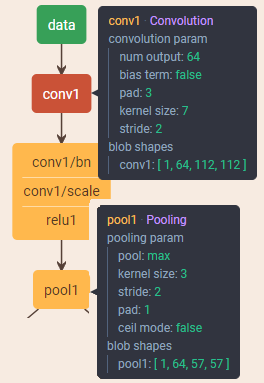 data
conv1
conv1 · Convolution
convolution param
num output: 64
bias term: false
pad: 3
kernel size: 7
stride: 2
blob shapes
conv1: [ 1, 64, 112, 112 ]
conv1/bn
conv1/scale
relu1
pool1
pool1 · Pooling
pooling param
pool: max
kernel size: 3
stride: 2
pad: 1
ceil mode: false
blob shapes
pool1: [ 1, 64, 57, 57 ]